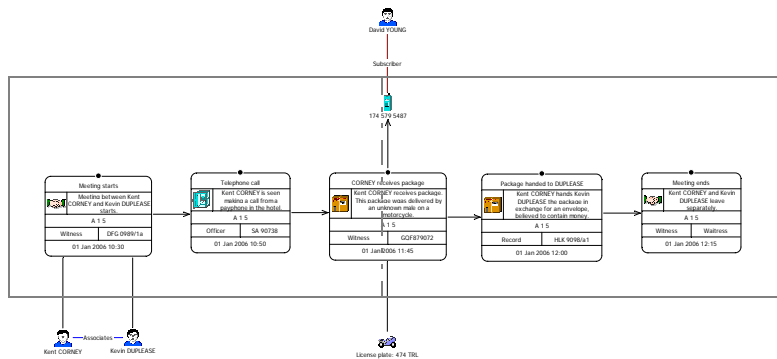 David YOUNG
Subscriber
174 579 5487
Meeting starts
Meeting between Kent
CORNEY and Kevin DUPLEASE
starts.
A 1 5
Witness
DFG 0989/1a
01 Jan 2006 10:30
Telephone call
Kent CORNEY is seen
making a call from a
payphone in the hotel.
A 1 5
Officer
SA 90738
01 Jan 2006 10:50
CORNEY receives package
Kent CORNEY receives package.
This package was delivered by
an unknown male on a
motorcycle.
A 1 5
Witness
GQF879072
01 Jan 2006 11:45
Package handed to DUPLEASE
Kent CORNEY hands Kevin
DUPLEASE the package in
exchange for an envelope,
believed to contain money.
A 1 5
Record
HLK 9098/a1
01 Jan 2006 12:00
Meeting ends
Kent CORNEY and Kevin
DUPLEASE leave
separately.
A 1 5
Witness
Waitress
01 Jan 2006 12:15
Associates
Kent CORNEY
Kevin DUPLEASE
License plate: 474 TRL